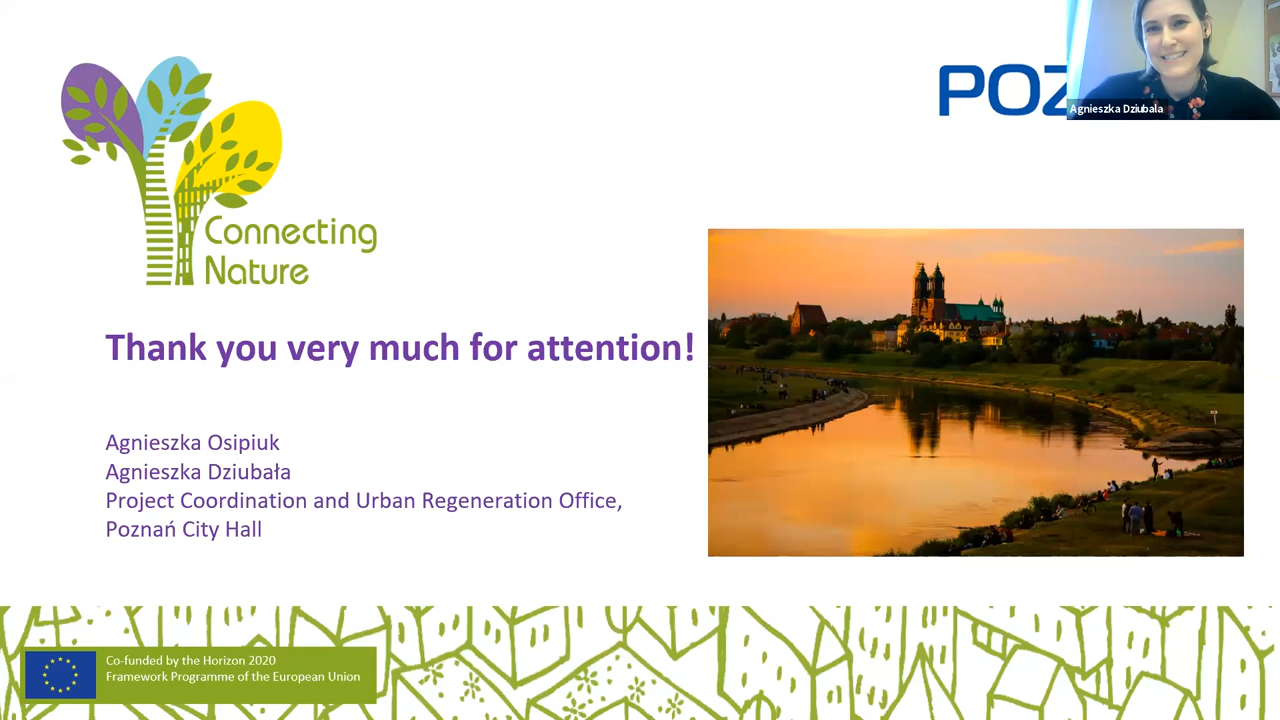 POZ
Agnieszka Dziubala
Connecting
Nature
Thank you very much for attention!
Agnieszka Osipiuk
Agnieszka Dziubała
Project Coordination and Urban Regeneration Office,
Poznań City Hall
Co-funded by the Horizon 2020
Framework Programme of the European Union